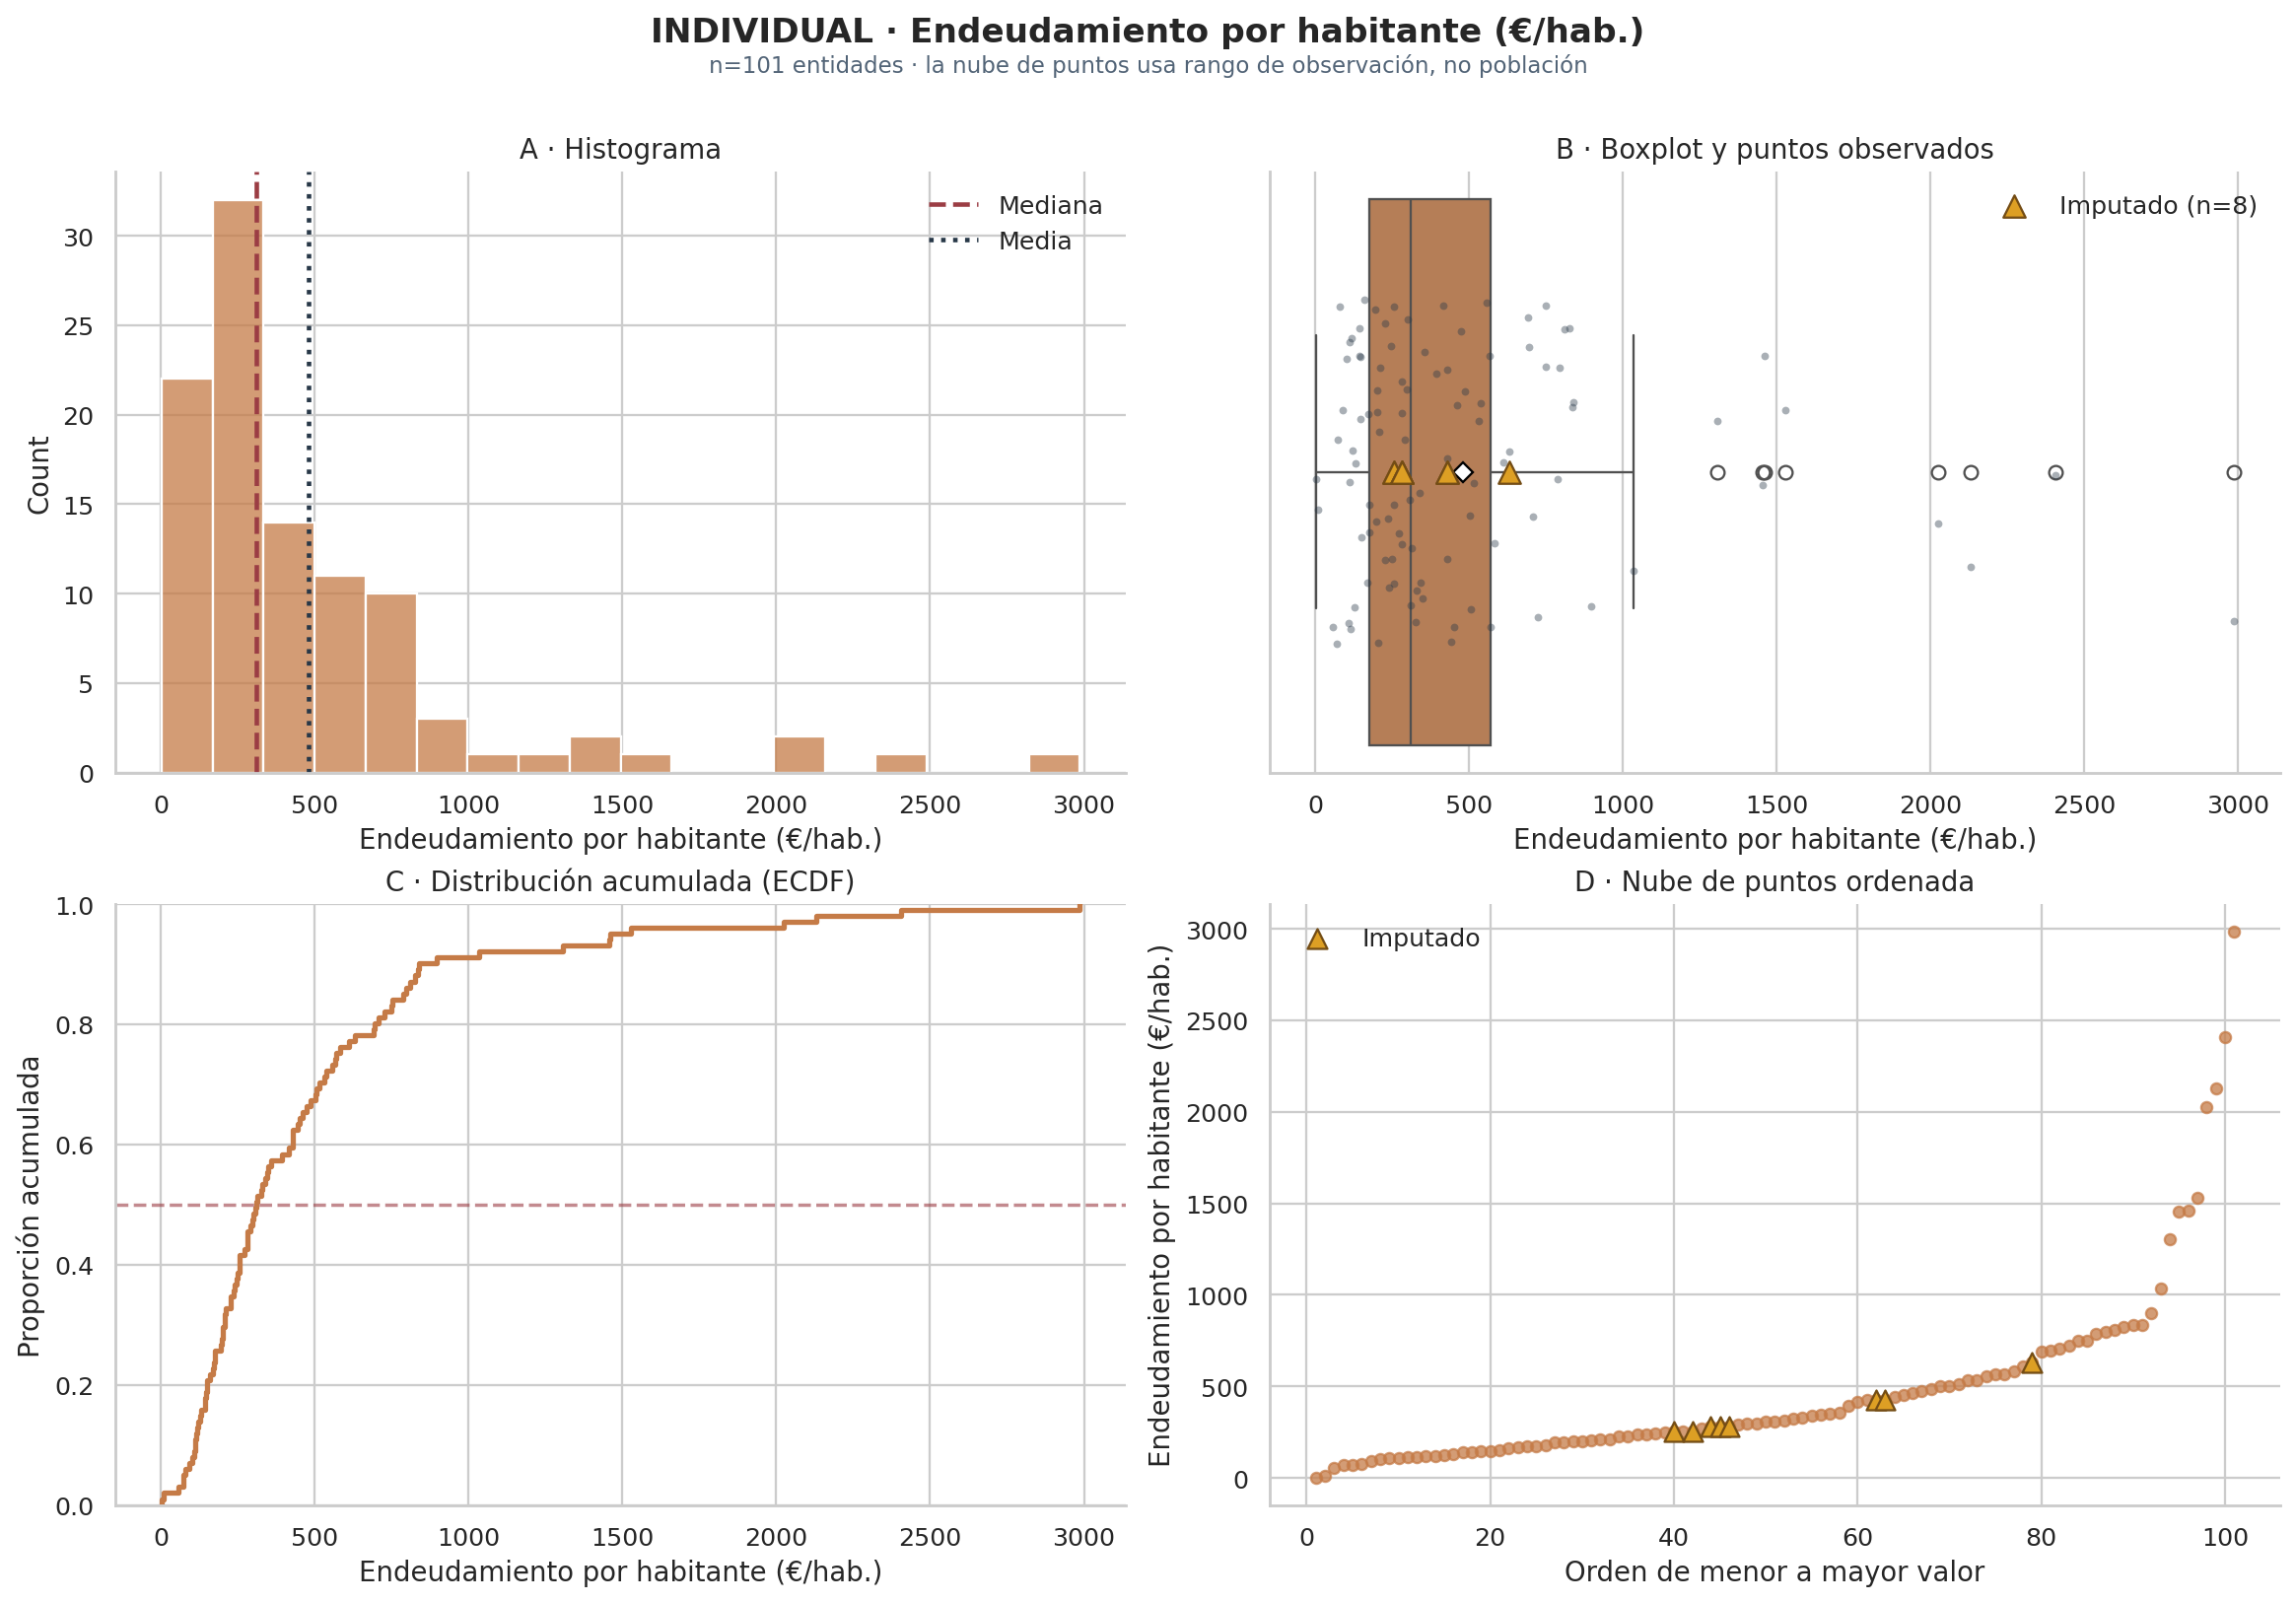 INDIVIDUAL · Endeudamiento por habitante (€/hab.)
n=101 entidades · la nube de puntos usa rango de observación, no población
A · Histograma
Mediana
Media
Count
30
25
20
15
10
5
0
0 500 1000 1500 2000 2500 3000
Endeudamiento por habitante (€/hab.)
B · Boxplot y puntos observados
Imputado (n=8)
0 500 1000 1500 2000 2500 3000
Endeudamiento por habitante (€/hab.)
C · Distribución acumulada (ECDF)
Proporción acumulada
1.0
0.8
0.6
0.4
0.2
0.0
0 500 1000 1500 2000 2500 3000
Endeudamiento por habitante (€/hab.)
D · Nube de puntos ordenada
Imputado
Endeudamiento por habitante (€/hab.)
3000
2500
2000
1500
1000
500
0
0 20 40 60 80 100
Orden de menor a mayor valor